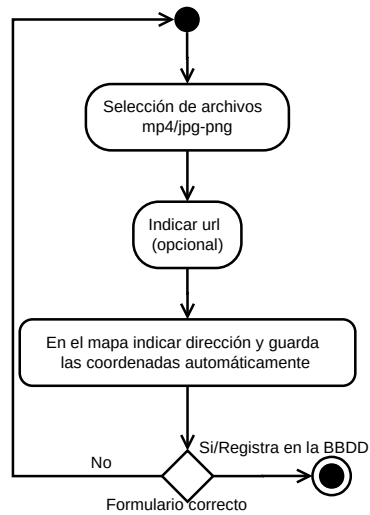 Selección de archivos
mp4/jpg-png
Indicar url
(opcional)
En el mapa indicar dirección y guarda
las coordenadas automáticamente
Si/Registra en la BBDD
No
Formulario correcto